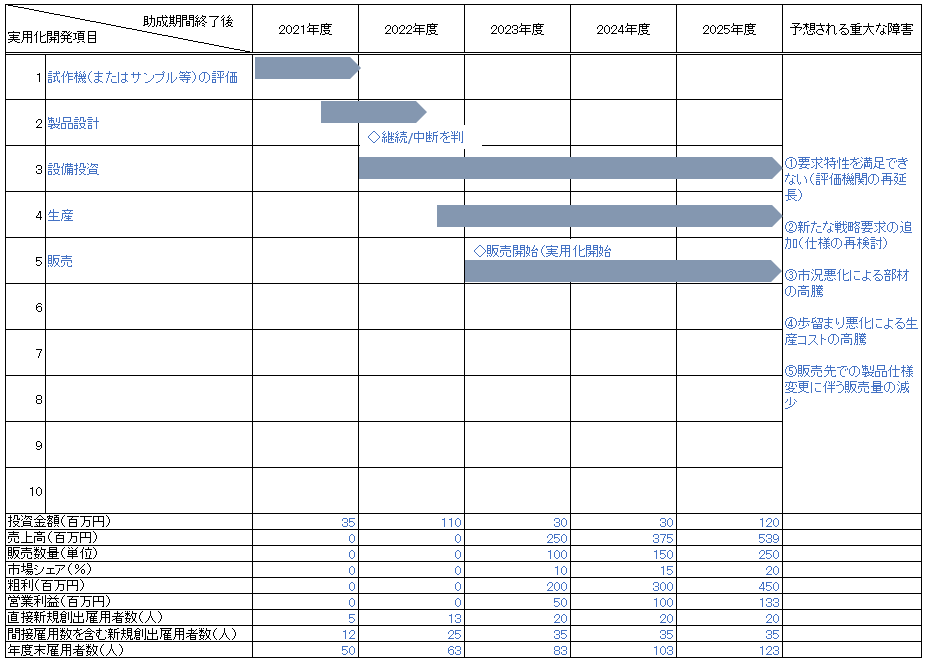 助成期間終了後
実用化開発項目
2021年度 2022年度 2023年度 2024年度 2025年度 予想される重大な障害
1 試作機(またはサンプル等)の評価
2 製品設計
◇継続/中断を判
3 設備投資
4 生産
◇販売開始(実用化開始
5 販売
6
7
8
9
10
①要求特性を満足でき
ない(評価機関の再延
長)
②新たな戦略要求の追
加(仕様の再検討)
③市況悪化による部材
の高騰
④歩留まり悪化による生
産コストの高騰
⑤販売先での製品仕様
変更に伴う販売量の減
少
投資金額(百万円) 35 110 30 30 120
売上高(百万円) 0 0 250 375 539
販売数量(単位) 0 0 100 150 250
市場シェア(%) 0 0 10 15 20
粗利(百万円) 0 0 200 300 450
営業利益(百万円) 0 0 50 100 133
直接新規創出雇用者数(人) 5 13 20 20 20
間接雇用数を含む新規創出雇用者数(人) 12 25 35 35 35
年度末雇用者数(人) 50 63 83 103 123